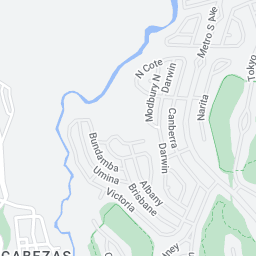 Metro S Ave
N Cote
Tokyo
Modbury N
Darwin
Canberra
Narita
Darwin
Bundamba
Umina
Victoria
Albany
Brisbane
CABEZAS